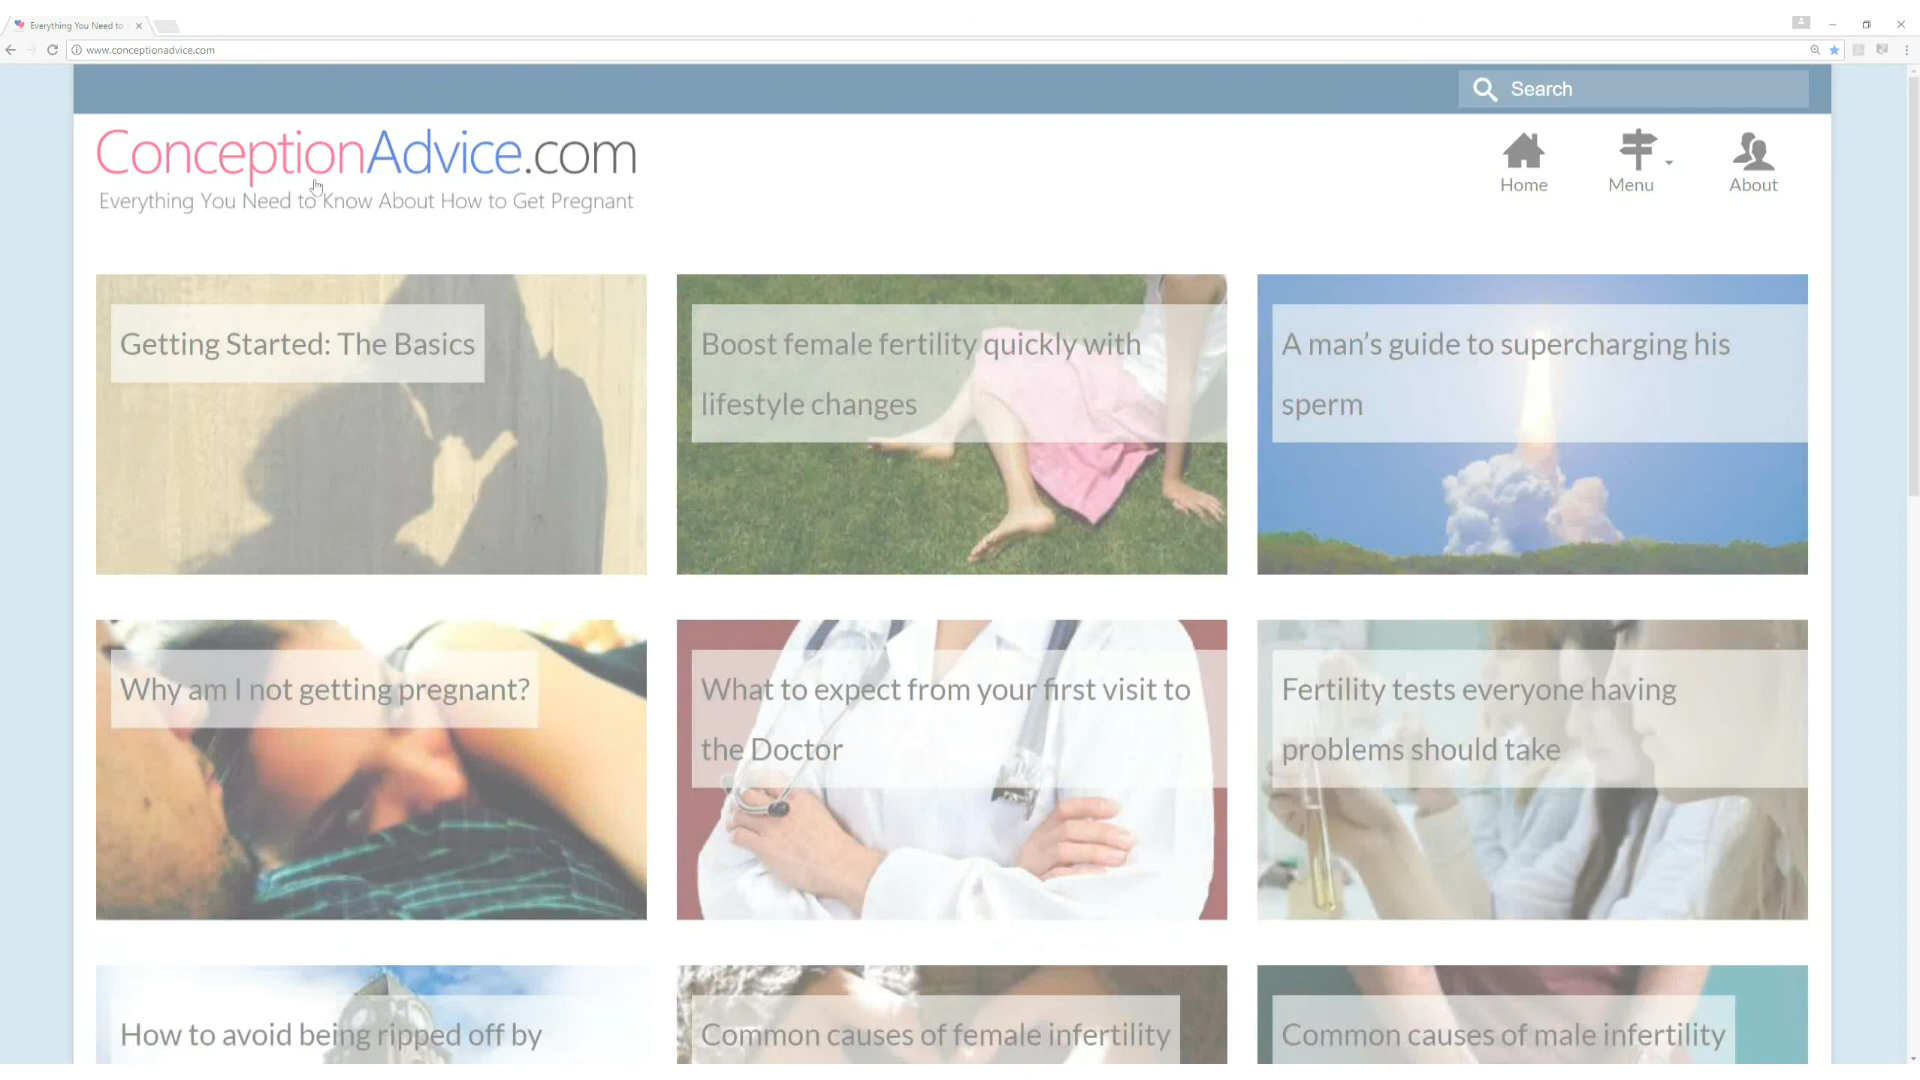 Everything You Need to
www.conceptionadvice.com
Search
ConceptionAdvice.com
Everything You Need to Know About How to Get Pregnant
Home
Menu
About
Getting Started: The Basics
Boost female fertility quickly with
lifestyle changes
A man’s guide to supercharging his
sperm
Why am I not getting pregnant?
What to expect from your first visit to
the Doctor
Fertility tests everyone having
problems should take
How to avoid being ripped off by
Common causes of female infertility
Common causes of male infertility